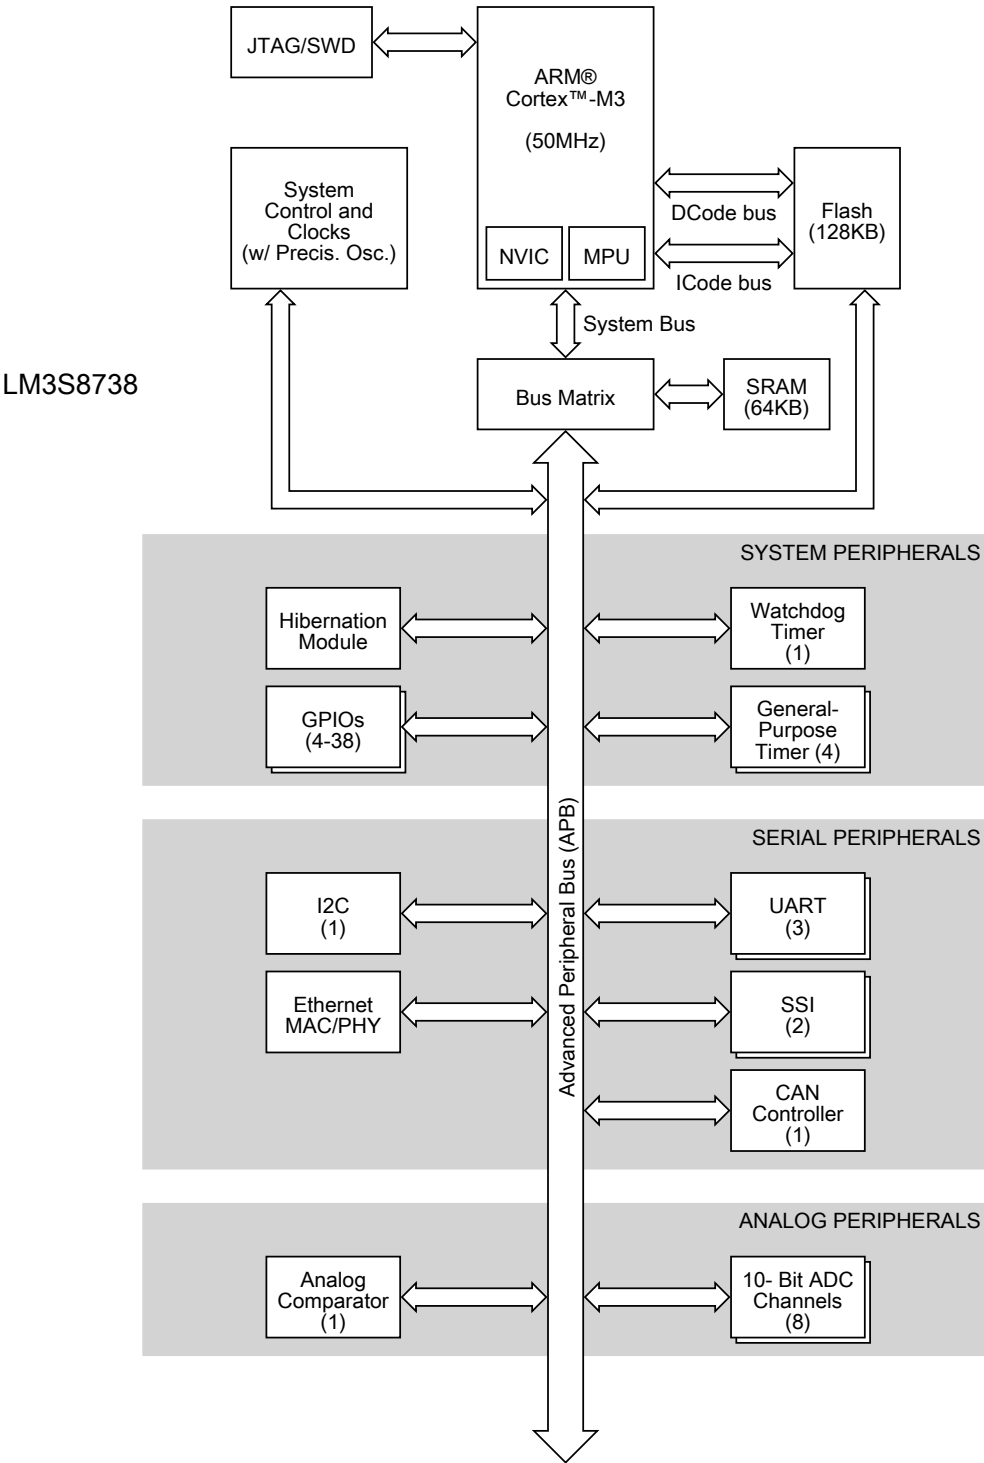 JTAG/SWD
ARM®
Cortex™-M3
(50MHz)
NVIC
MPU
System
Control and
Clocks
(w/ Precis. Osc.)
DCode bus
ICode bus
Flash
(128KB)
System Bus
LM3S8738
Bus Matrix
SRAM
(64KB)
SYSTEM PERIPHERALS
Hibernation
Module
Watchdog
Timer
(1)
GPIOs
(4-38)
General-
Purpose
Timer (4)
Advanced Peripheral Bus (APB)
SERIAL PERIPHERALS
I2C
(1)
UART
(3)
Ethernet
MAC/PHY
SSI
(2)
CAN
Controller
(1)
ANALOG PERIPHERALS
Analog
Comparator
(1)
10- Bit ADC
Channels
(8)